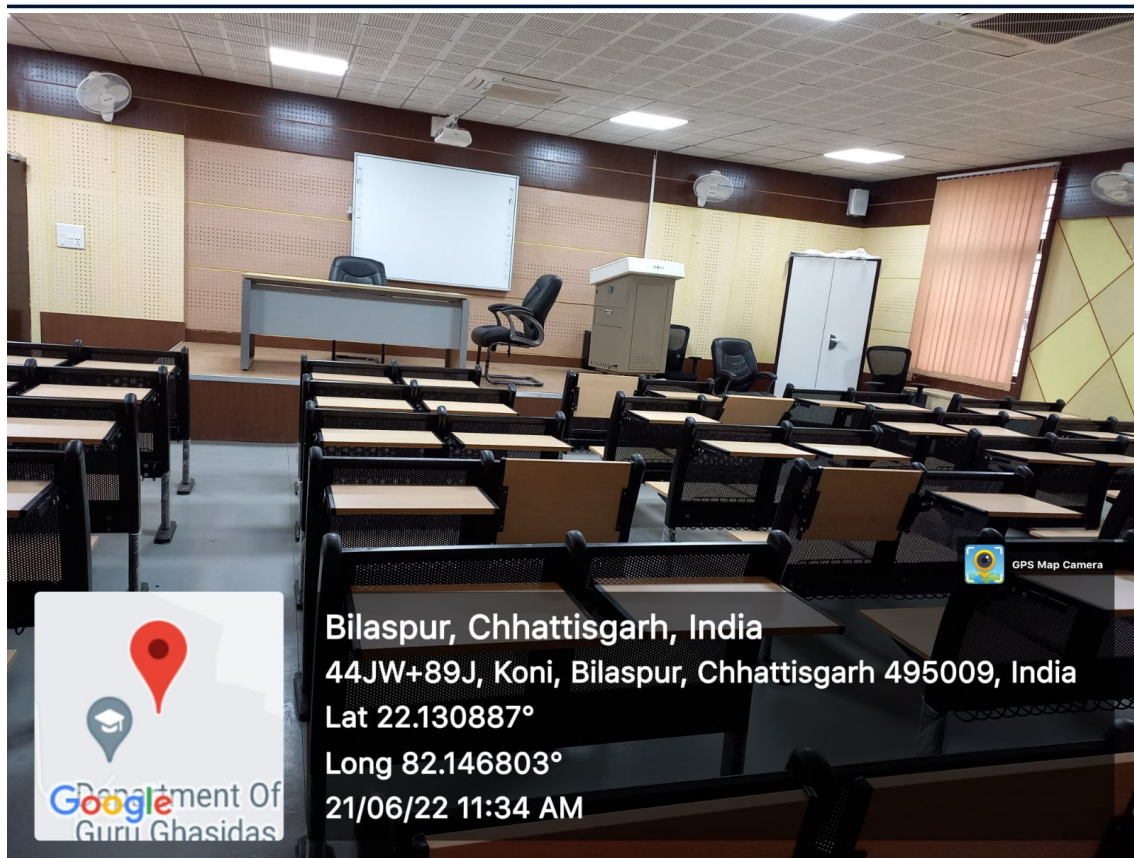 GPS Map Camera
Bilaspur, Chhattisgarh, India
44JW+89J, Koni, Bilaspur, Chhattisgarh 495009, India
Lat 22.130887°
Long 82.146803°
21/06/22 11:34 AM
Google
Department Of
Guru Ghasidas